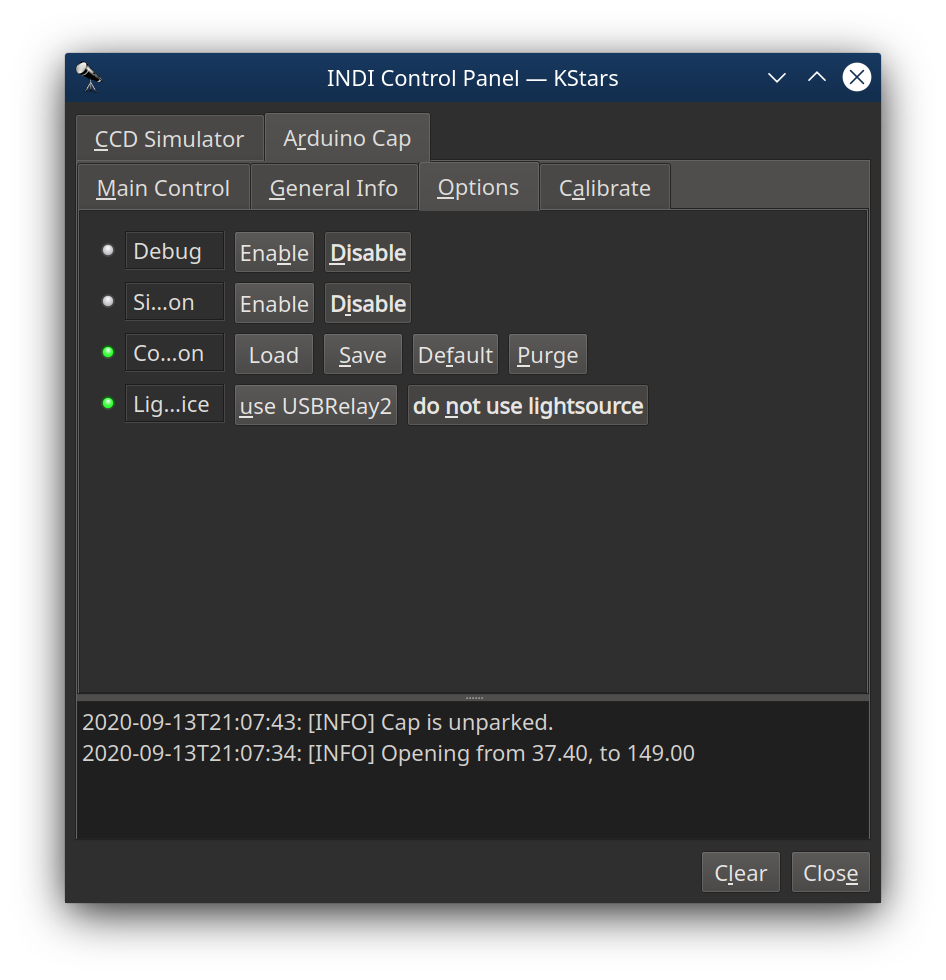 INDI Control Panel — KStars
CCD Simulator Arduino Cap
Main Control General Info Options Calibrate
Debug Enable Disable
Si...on Enable Disable
Co...on Load Save Default Purge
Lig...ice use USBRelay2 do not use lightsource
2020-09-13T21:07:43: [INFO] Cap is unparked.
2020-09-13T21:07:34: [INFO] Opening from 37.40, to 149.00
Clear Close